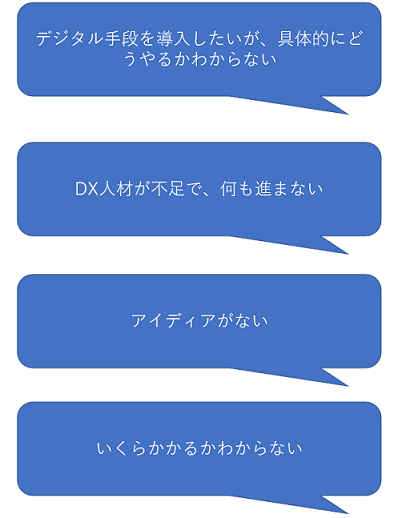 デジタル手段を導入したいが、具体的にど
うやるかわからない
DX人材が不足で、何も進まない
アイディアがない
いくらかかるかわからない